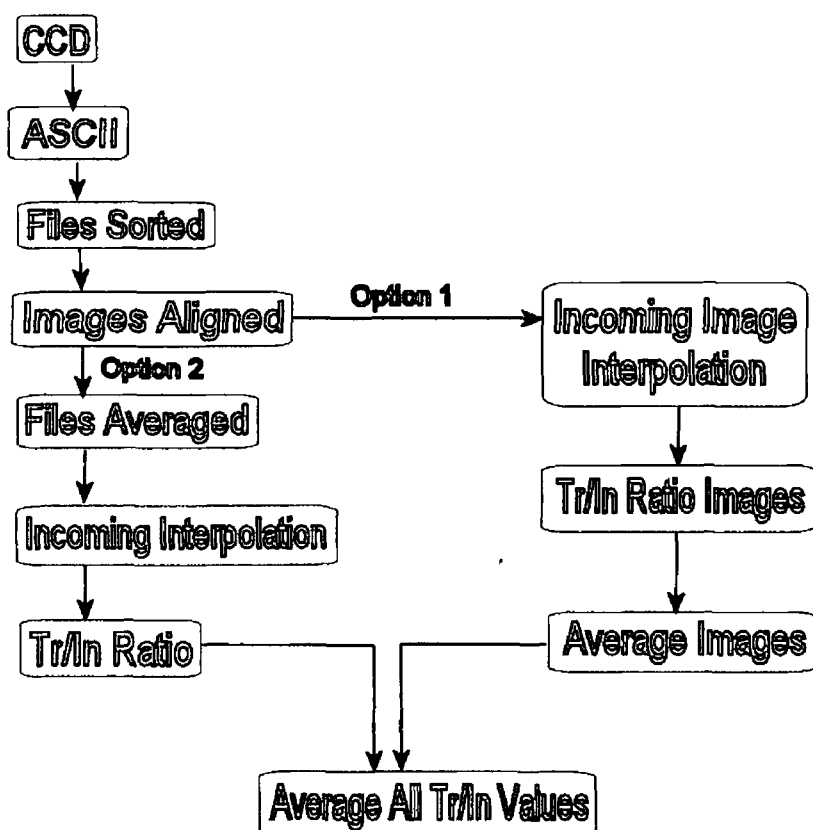 CCD
ASCII
Files Sorted
Images Aligned
Option 1
Incoming Image
Interpolation
Option 2
Files Averaged
Tr/In Ratio Images
Incoming Interpolation
Average Images
Tr/In Ratio
Average All Tr/In Values